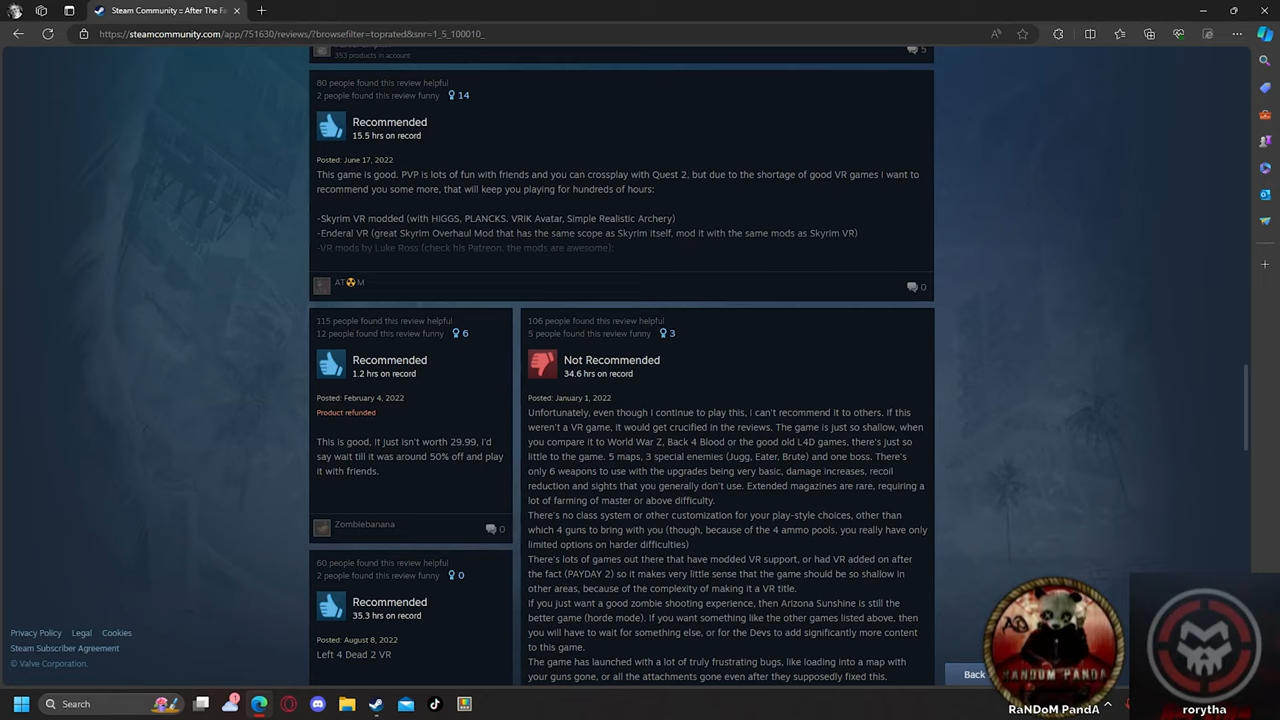 Steam Community :: After The Fa
https://steamcommunity.com/app/751630/reviews/?browsefilter=toprated&snr=1_5_100010_
353 products in account
5
80 people found this review helpful
2 people found this review funny
14
Recommended
15.5 hrs on record
Posted: June 17, 2022
This game is good. PVP is lots of fun with friends and you can crossplay with Quest 2, but due to the shortage of good VR games I want to
recommend you some more, that will keep you playing for hundreds of hours:
-Skyrim VR modded (with HIGGS, PLANCKS, VRIK Avatar, Simple Realistic Archery)
-Enderal VR (great Skyrim Overhaul Mod that has the same scope as Skyrim itself, mod it with the same mods as Skyrim VR)
-VR mods by Luke Ross (check his Patreon, the mods are awesome):
AT☢M
0
115 people found this review helpful
12 people found this review funny
6
Recommended
1.2 hrs on record
Posted: February 4, 2022
Product refunded
This is good, it just isn't worth 29.99, I'd
say wait till it was around 50% off and play
it with friends.
Zombiebanana
0
106 people found this review helpful
5 people found this review funny
3
Not Recommended
34.6 hrs on record
Posted: January 1, 2022
Unfortunately, even though I continue to play this, I can't recommend it to others. If this
weren't a VR game, it would get crucified in the reviews. The game is just so shallow, when
you compare it to World War Z, Back 4 Blood or the good old L4D games, there's just so
little to the game. 5 maps, 3 special enemies (Jugg, Eater, Brute) and one boss. There's
only 6 weapons to use with the upgrades being very basic, damage increases, recoil
reduction and sights that you generally don't use. Extended magazines are rare, requiring a
lot of farming of master or above difficulty.
There's no class system or other customization for your play-style choices, other than
which 4 guns to bring with you (though, because of the 4 ammo pools, you really have only
limited options on harder difficulties)
There's lots of games out there that have modded VR support, or had VR added on after
the fact (PAYDAY 2) so it makes very little sense that the game should be so shallow in
other areas, because of the complexity of making it a VR title.
If you just want a good zombie shooting experience, then Arizona Sunshine is still the
better game (horde mode). If you want something like the other games listed above, then
you will have to wait for something else, or for the Devs to add significantly more content
to this game.
The game has launched with a lot of truly frustrating bugs, like loading into a map with
your guns gone, or all the attachments gone even after they supposedly fixed this.
60 people found this review helpful
2 people found this review funny
0
Recommended
35.3 hrs on record
Posted: August 8, 2022
Left 4 Dead 2 VR
Privacy Policy Legal Cookies
Steam Subscriber Agreement
© Valve Corporation.
Back
RANDOM PANDA
RaNDoM PandA
rorytha
Search
1